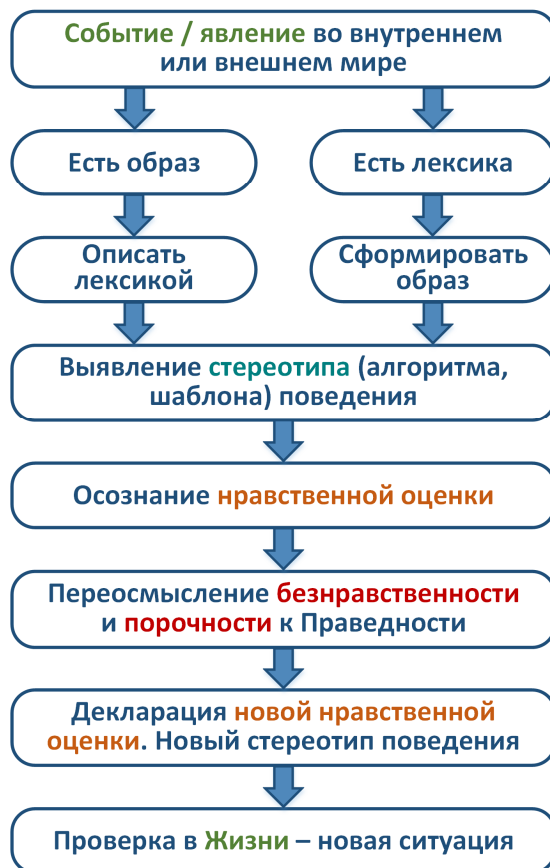 Событие / явление во внутреннем
или внешнем мире
Есть образ
Есть лексика
Описать
лексикой
Сформировать
образ
Выявление стереотипа (алгоритма,
шаблона) поведения
Осознание нравственной оценки
Переосмысление безнравственности
и порочности к Праведности
Декларация новой нравственной
оценки. Новый стереотип поведения
Проверка в Жизни – новая ситуация